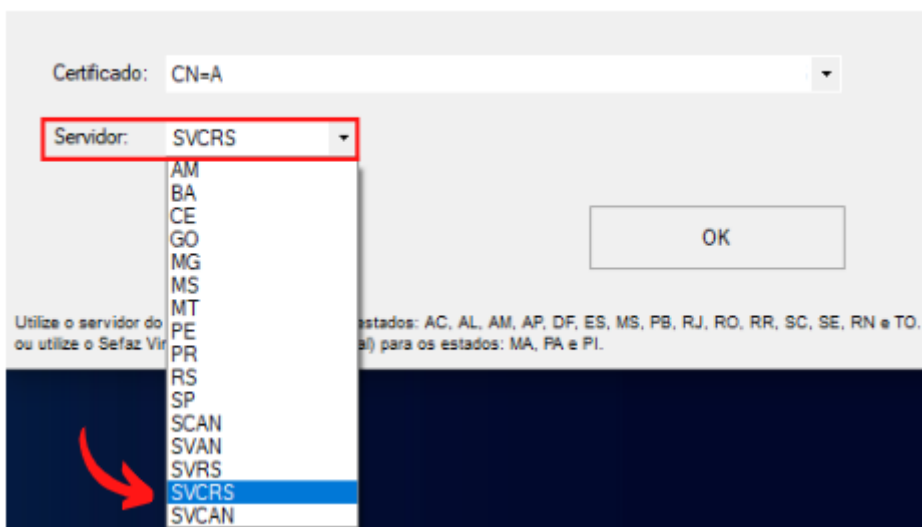 Certificado: CN=A
Servidor: SVCRS
AM
BA
CE
GO
MG
MS
MT
PE
PR
RS
SP
SCAN
SVAN
SVRS
SVCRS
SVCAN
OK
Utilize o servidor do estados: AC, AL, AM, AP, DF, ES, MS, PB, RJ, RO, RR, SC, SE, RN e TO.
ou utilize o Sefaz Vir al) para os estados: MA, PA e PI.